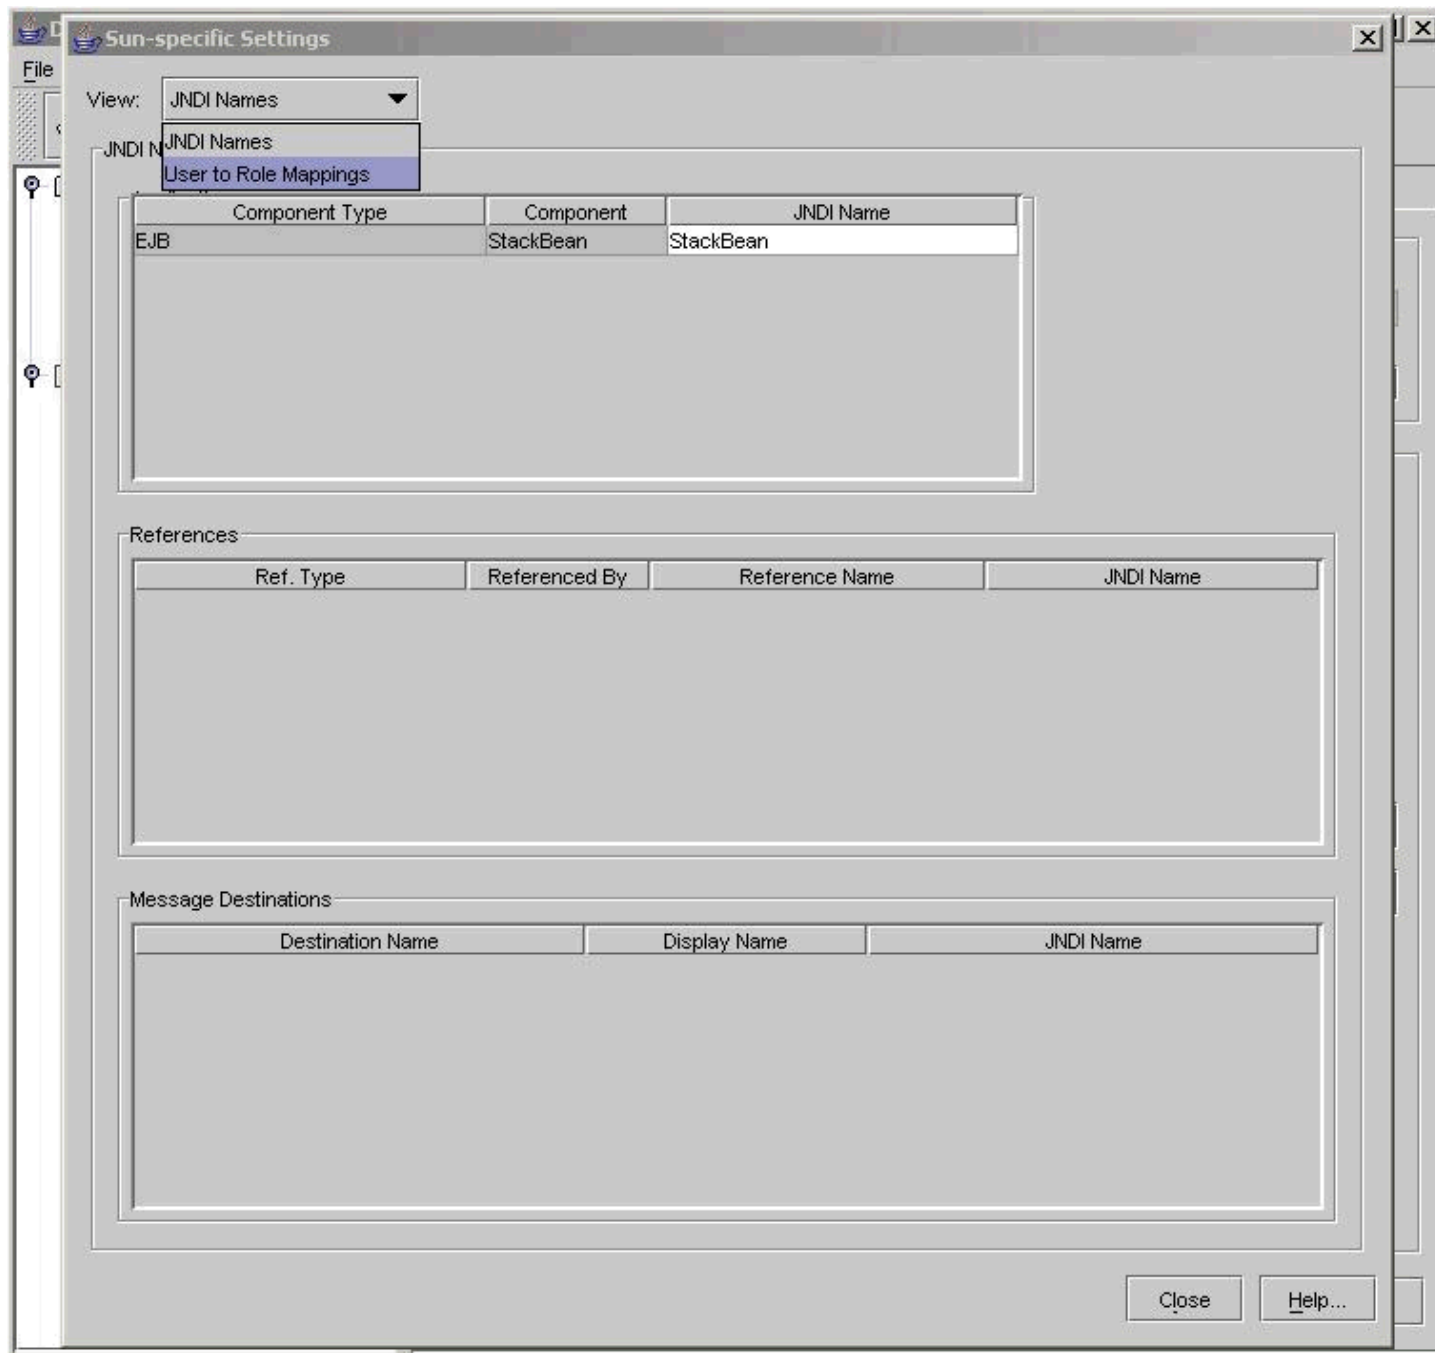 Sun-specific Settings
File
View: JNDI Names
JNDI Names
JNDI N
User to Role Mappings
Component Type Component JNDI Name
EJB StackBean StackBean
References
Ref. Type Referenced By Reference Name JNDI Name
Message Destinations
Destination Name Display Name JNDI Name
Close Help...